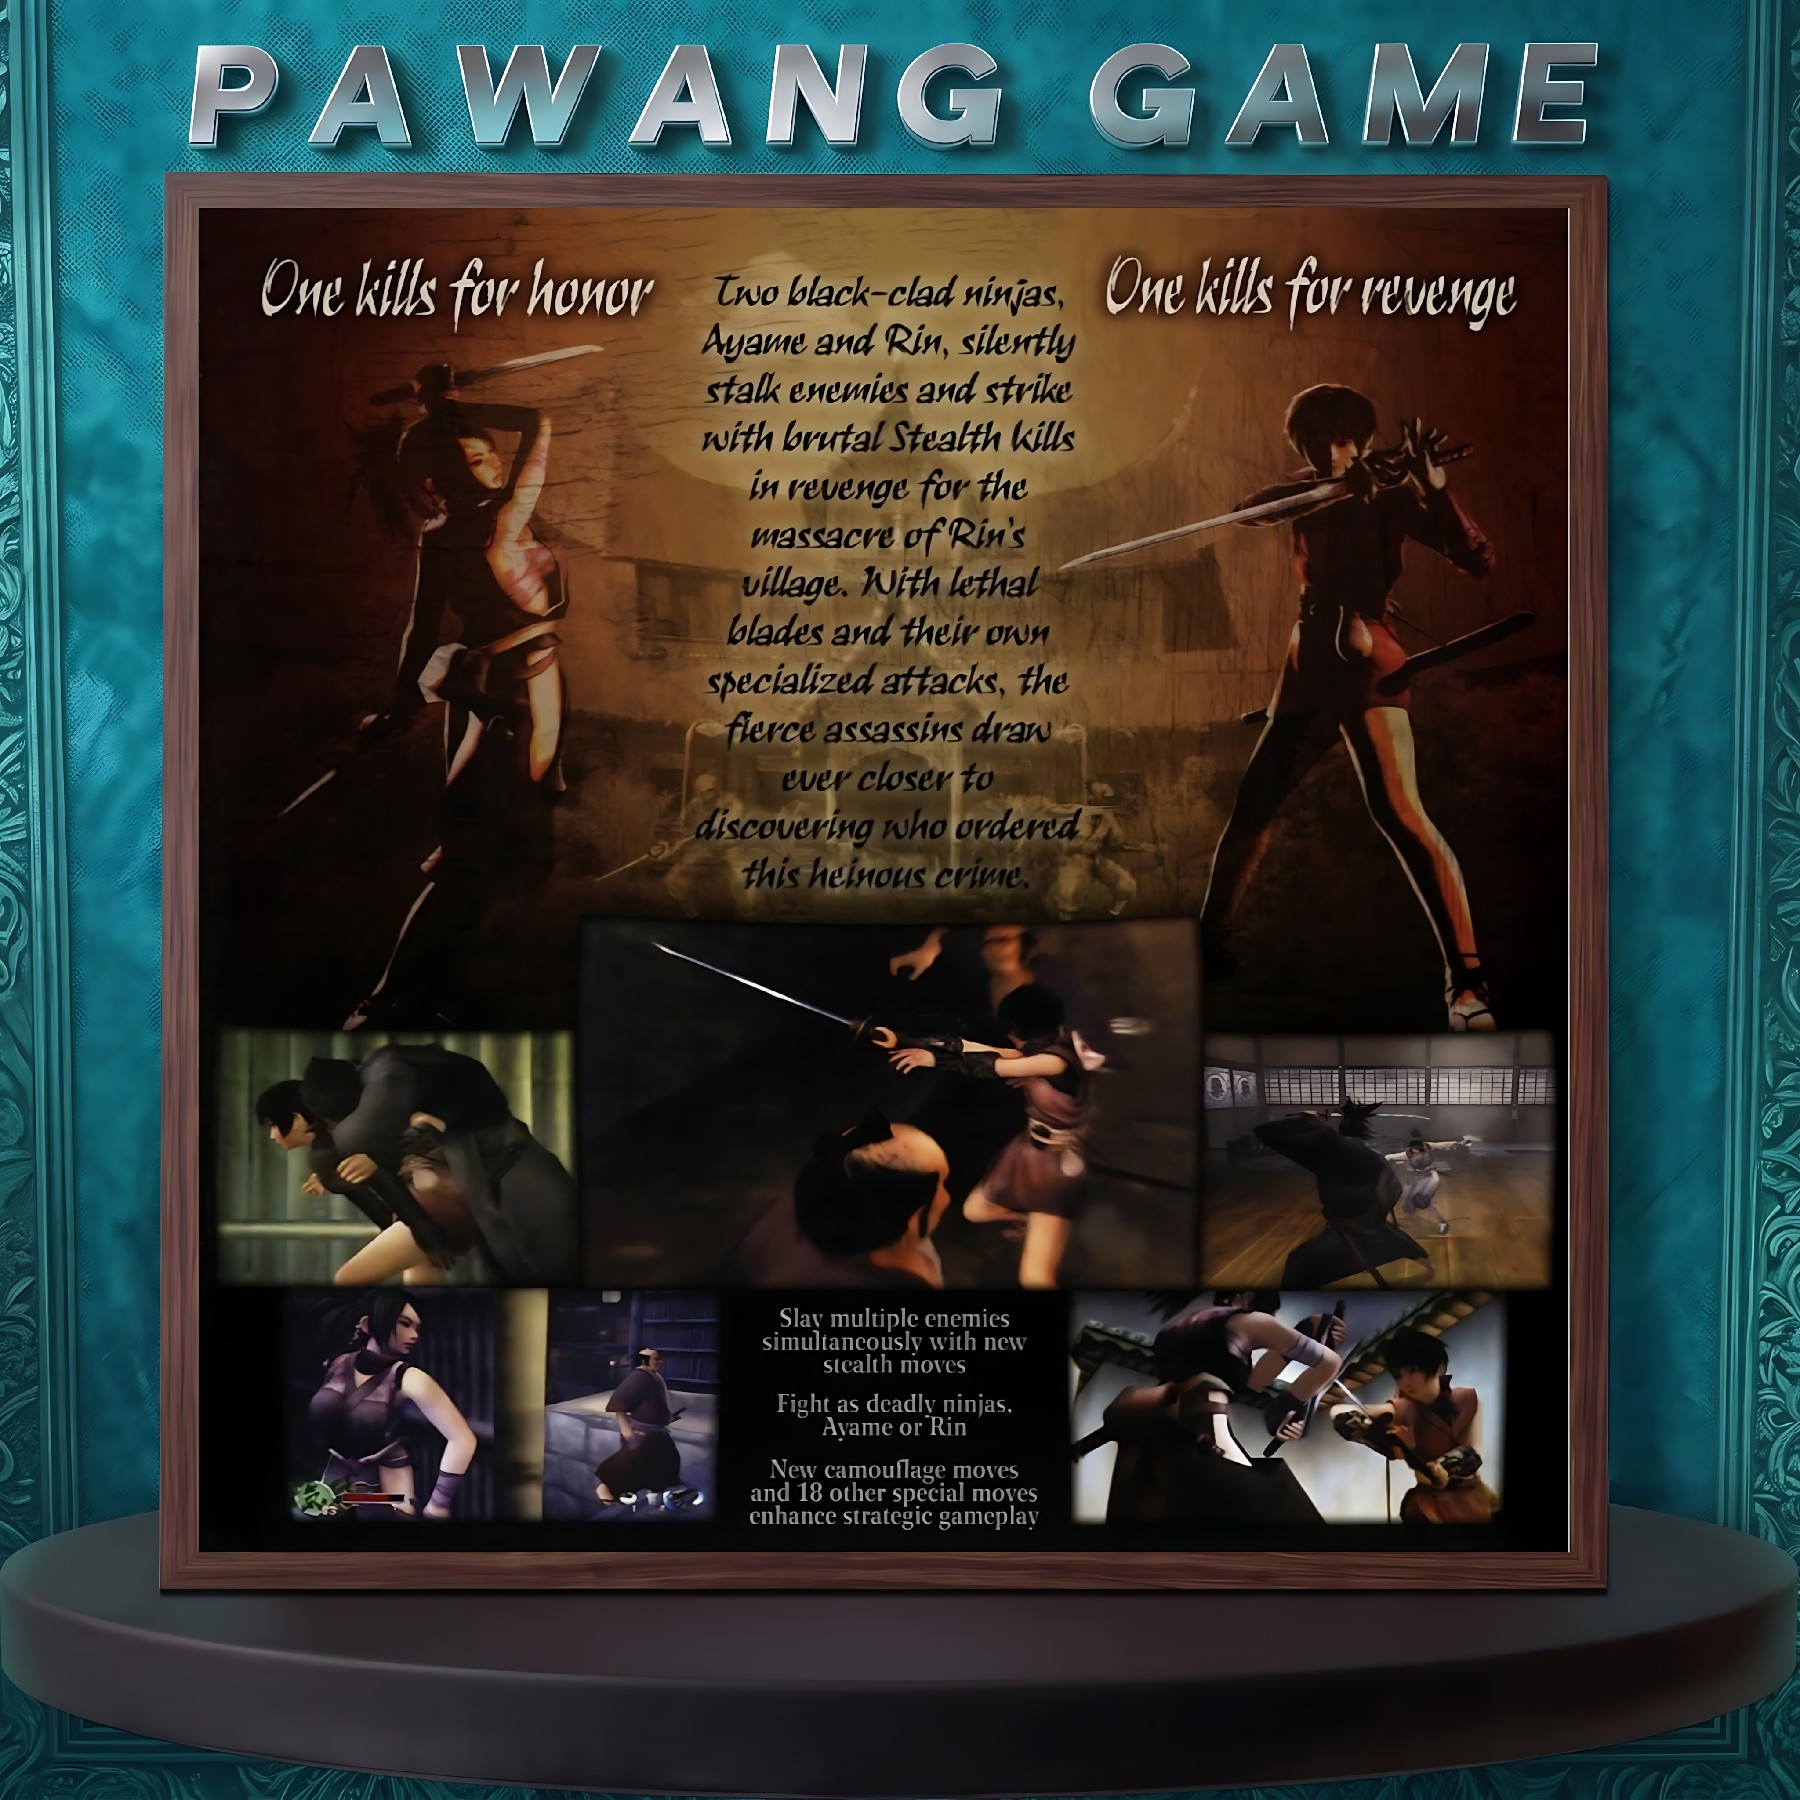 PAWANG GAME
One kills for honor
One kills for revenge
Two black-clad ninjas,
Ayame and Rin, silently
stalk enemies and strike
with brutal Stealth kills
in revenge for the
massacre of Rin's
village. With lethal
blades and their own
specialized attacks, the
fierce assassins draw
ever closer to
discovering who ordered
this heinous crime.
Slay multiple enemies
simultaneously with new
stealth moves
Fight as deadly ninjas,
Ayame or Rin
New camouflage moves
and 18 other special moves
enhance strategic gameplay